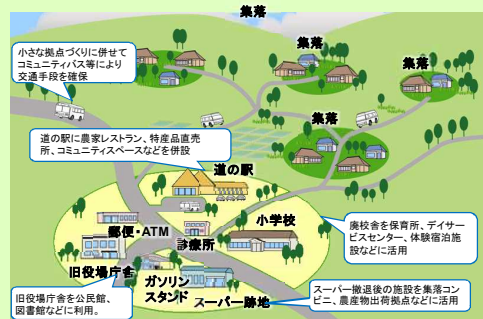 集落
小さな拠点づくりに併せて
コミュニティバス等により
交通手段を確保
集落
集落
集落
道の駅に農家レストラン、特産品直売
所、コミュニティスペースなどを併設
道の駅
小学校
郵便・ATM
診療所
廃校舎を保育所、デイサー
ビスセンター、体験宿泊施
設などに活用
旧役場庁舎
ガソリン
スタンド
スーパー跡地
旧役場庁舎を公民館、
図書館などに利用。
スーパー撤退後の施設を集落コン
ビニ、農産物出荷拠点などに活用